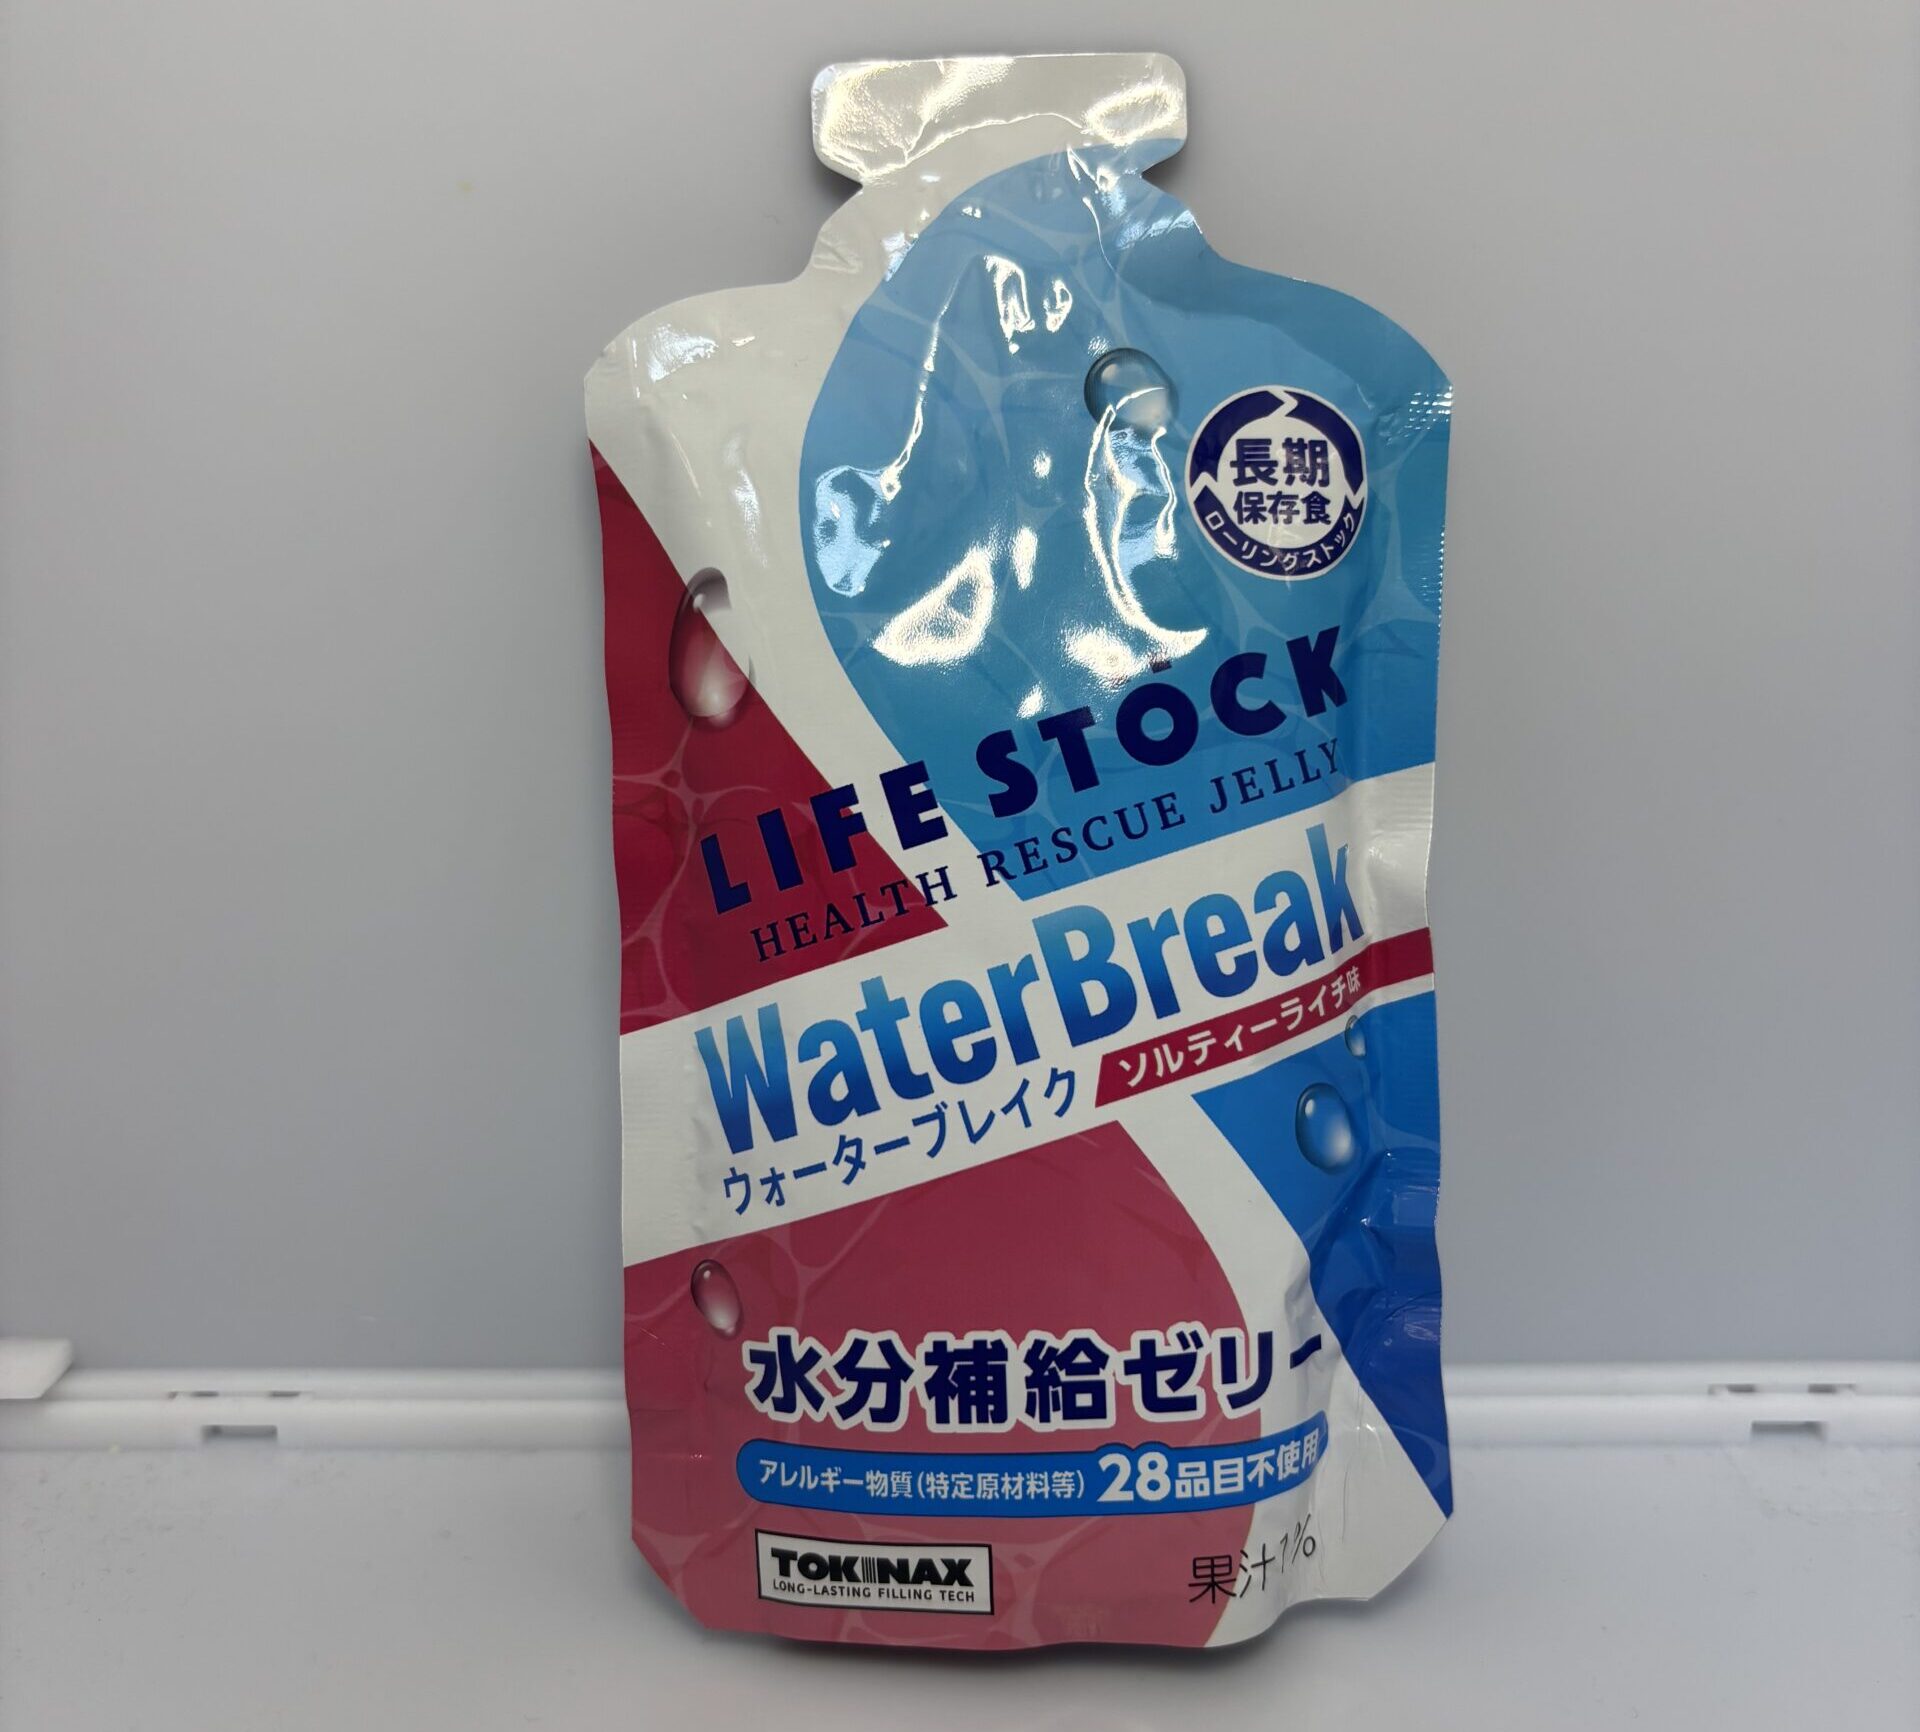 長期
保存食
ローリングストック
LIFE STOCK
HEALTH RESCUE JELLY
WaterBreak
ソルティーライチ味
ウォーターブレイク
水分補給ゼリー
アレルギー物質(特定原材料等)28品目不使用
TOKINAX
LONG-LASTING FILLING TECH
果汁1%